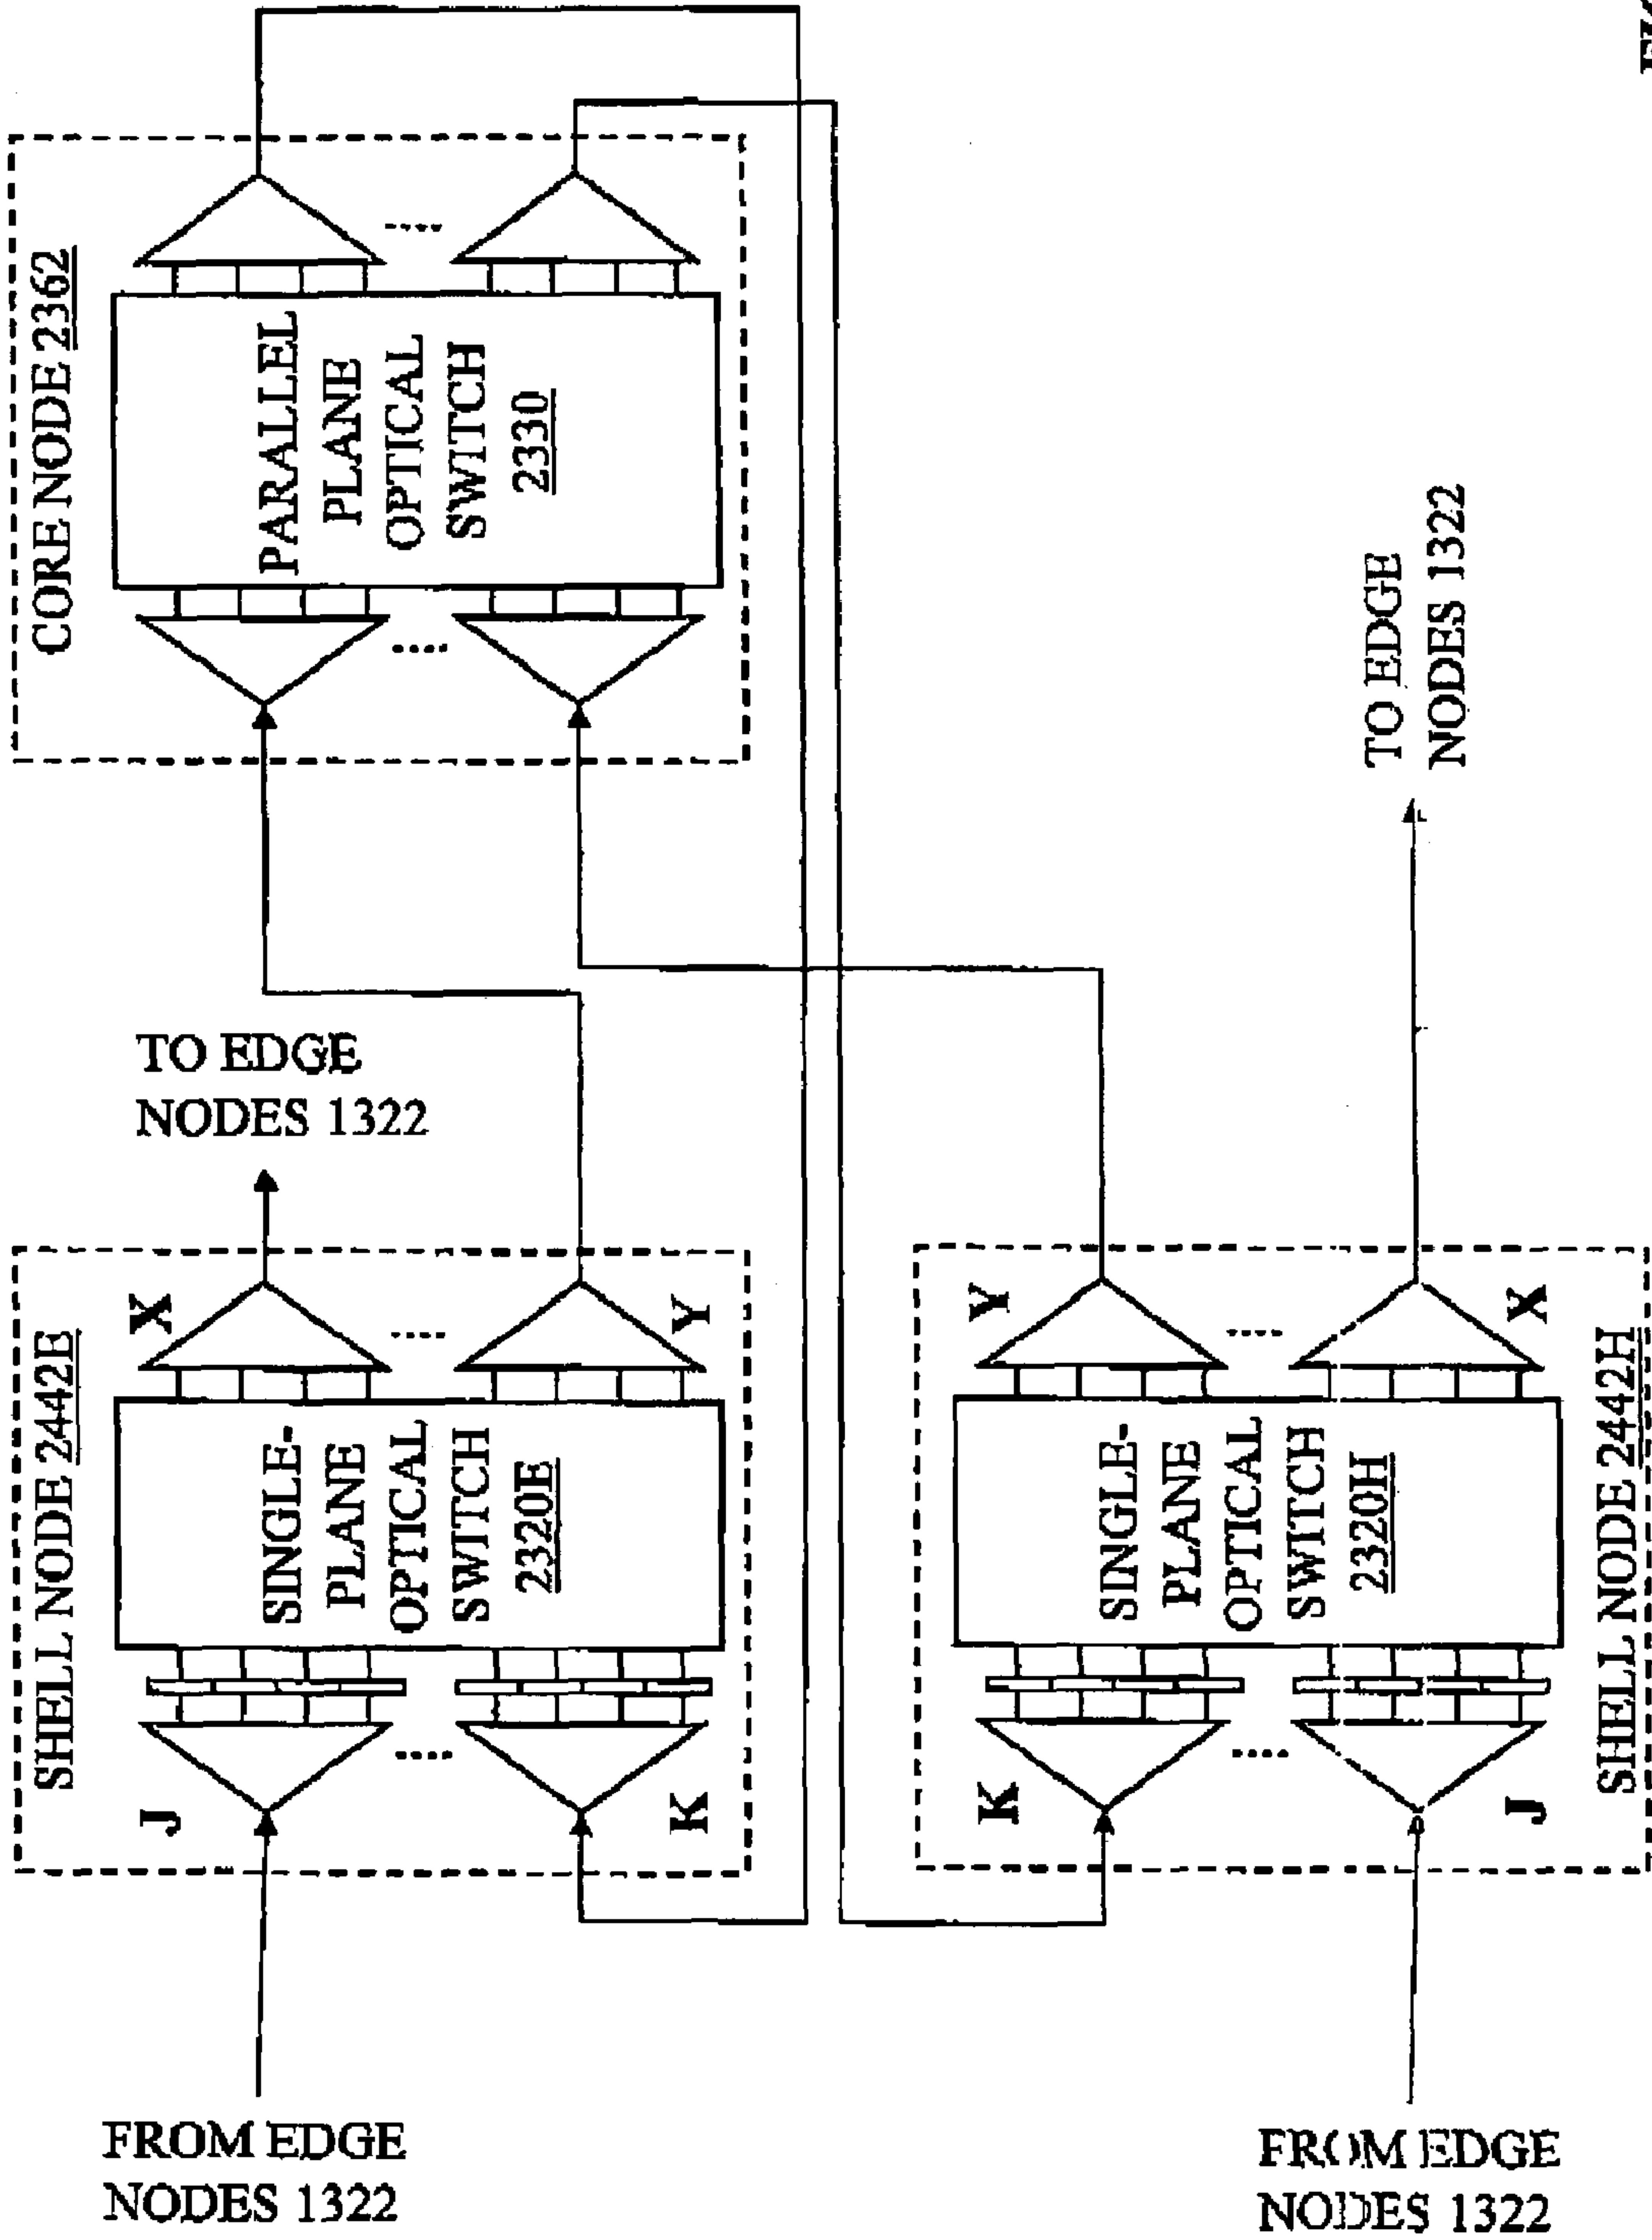 CORE NODE 2362
PARALLEL
PLANE
OPTICAL
SWITCH
2330
TO EDGE
NODES 1322
SHELL NODE 2442E
X
Y
SINGLE-
PLANE
OPTICAL
SWITCH
2320E
J
K
FROM EDGE
NODES 1322
TO EDGE
NODES 1322
Y
X
SINGLE-
PLANE
OPTICAL
SWITCH
2320H
K
J
SHELL NODE 2442H
FROM EDGE
NODES 1322